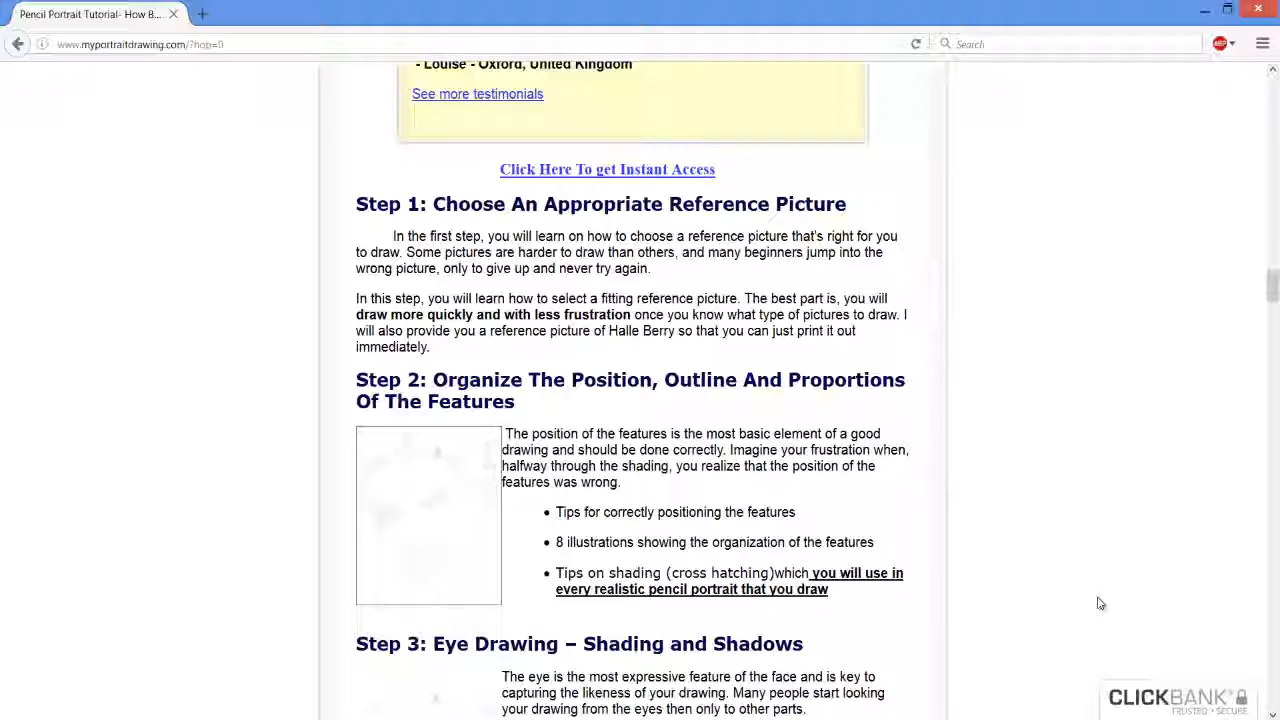 Pencil Portrait Tutorial- How B...
www.myportraitdrawing.com/?hop=0
Search
ABP
- Louise - Oxford, United Kingdom
See more testimonials
Click Here To get Instant Access
Step 1: Choose An Appropriate Reference Picture
In the first step, you will learn on how to choose a reference picture that's right for you
to draw. Some pictures are harder to draw than others, and many beginners jump into the
wrong picture, only to give up and never try again.
In this step, you will learn how to select a fitting reference picture. The best part is, you will
draw more quickly and with less frustration once you know what type of pictures to draw. I
will also provide you a reference picture of Halle Berry so that you can just print it out
immediately.
Step 2: Organize The Position, Outline And Proportions
Of The Features
The position of the features is the most basic element of a good
drawing and should be done correctly. Imagine your frustration when,
halfway through the shading, you realize that the position of the
features was wrong.
• Tips for correctly positioning the features
• 8 illustrations showing the organization of the features
• Tips on shading (cross hatching)which you will use in
every realistic pencil portrait that you draw
Step 3: Eye Drawing – Shading and Shadows
The eye is the most expressive feature of the face and is key to
capturing the likeness of your drawing. Many people start looking
your drawing from the eyes then only to other parts.
CLICKBANK
TRUSTED • SECURE